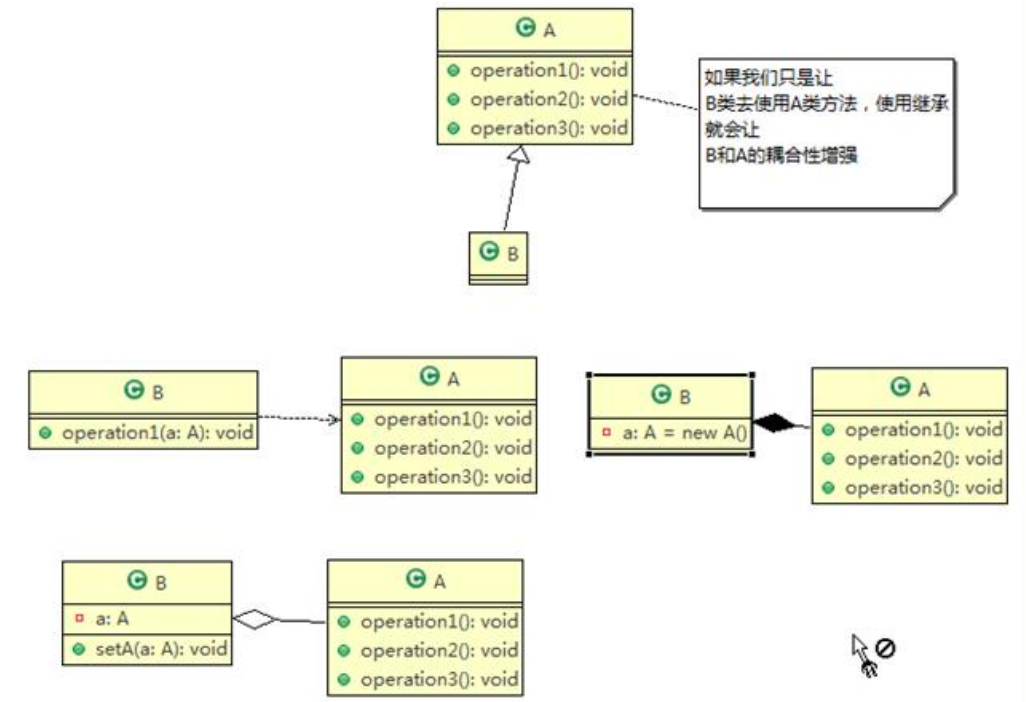 C A
operation1(): void
operation2(): void
operation3(): void
如果我们只是让
B类去使用A类方法，使用继承
就会让
B和A的耦合性增强
C B
C B
operation1(a: A): void
C A
operation1(): void
operation2(): void
operation3(): void
C B
a: A = new A()
C A
operation1(): void
operation2(): void
operation3(): void
C B
a: A
setA(a: A): void
C A
operation1(): void
operation2(): void
operation3(): void